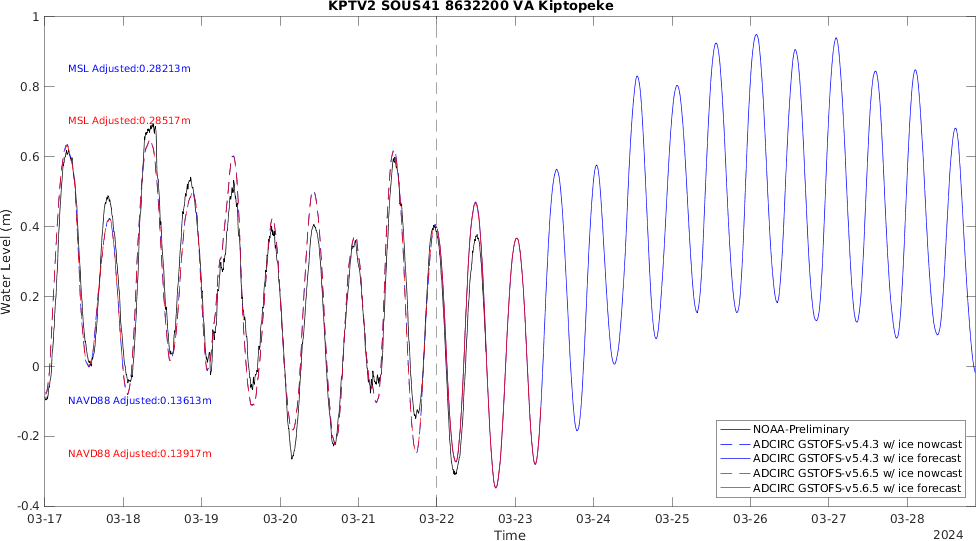 KPTV2 SOUS41 8632200 VA Kiptopeke
1
0.8
0.6
0.4
0.2
0
-0.2
-0.4
Water Level (m)
MSL Adjusted:0.28213m
MSL Adjusted:0.28517m
NAVD88 Adjusted:0.13613m
NAVD88 Adjusted:0.13917m
NOAA-Preliminary
ADCIRC GSTOFS-v5.4.3 w/ ice nowcast
ADCIRC GSTOFS-v5.4.3 w/ ice forecast
ADCIRC GSTOFS-v5.6.5 w/ ice nowcast
ADCIRC GSTOFS-v5.6.5 w/ ice forecast
03-17 03-18 03-19 03-20 03-21 03-22 03-23 03-24 03-25 03-26 03-27 03-28
Time
2024